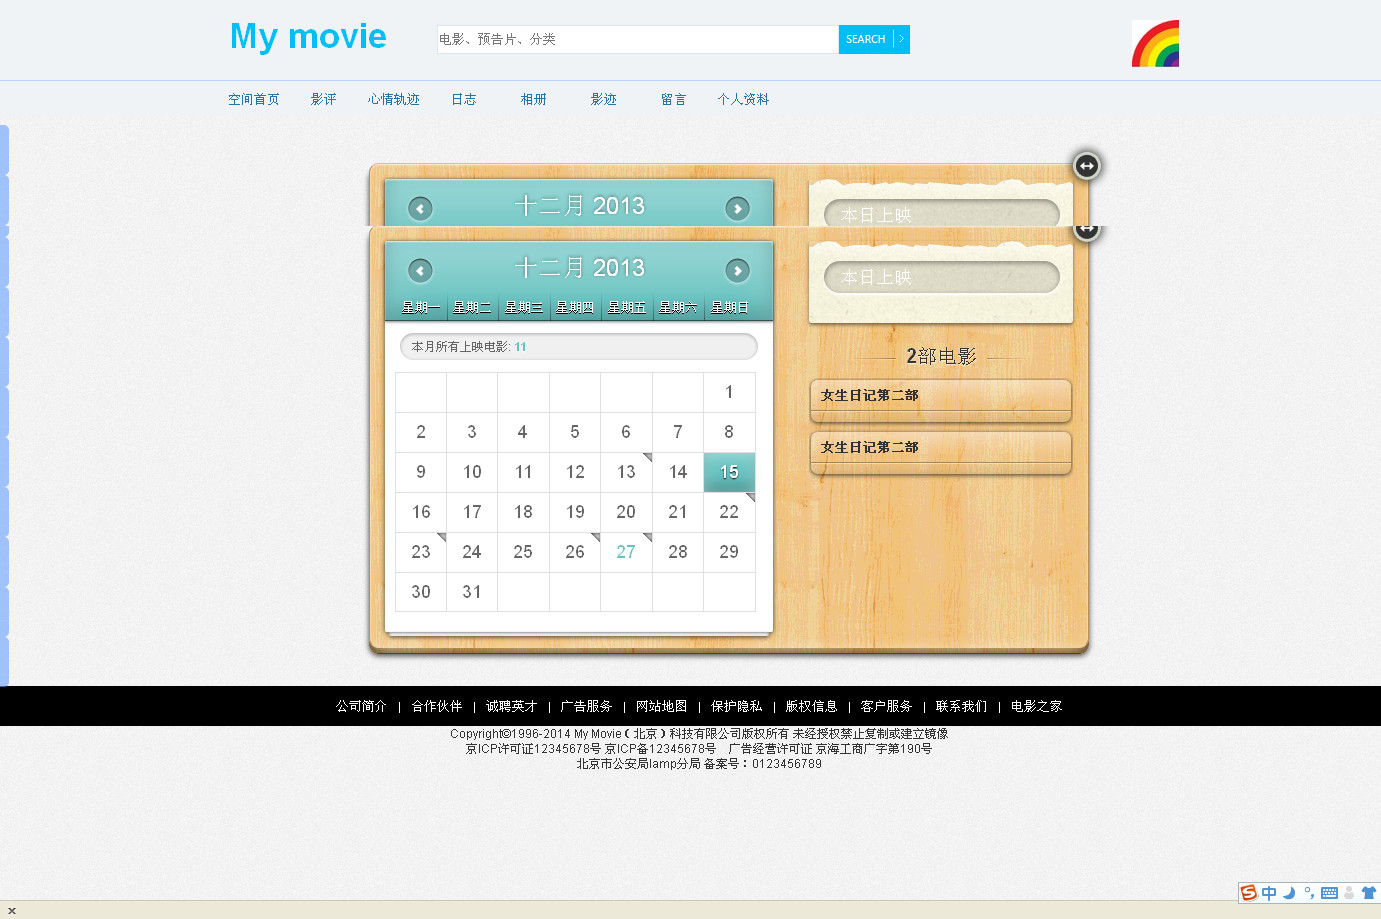 My movie
电影、预告片、分类
SEARCH
空间首页 影评 心情轨迹 日志 相册 影迹 留言 个人资料
十二月 2013
本日上映
十二月 2013
本日上映
星期一 星期二 星期三 星期四 星期五 星期六 星期日
本月所有上映电影: 11
2部电影
女生日记第二部
女生日记第二部
1
2 3 4 5 6 7 8
9 10 11 12 13 14 15
16 17 18 19 20 21 22
23 24 25 26 27 28 29
30 31
公司简介 | 合作伙伴 | 诚聘英才 | 广告服务 | 网站地图 | 保护隐私 | 版权信息 | 客户服务 | 联系我们 | 电影之家
Copyright©1996-2014 My Movie（北京）科技有限公司版权所有 未经授权禁止复制或建立镜像
京ICP许可证12345678号 京ICP备12345678号 广告经营许可证 京海工商广字第190号
北京市公安局lamp分局 备案号：0123456789
中
x